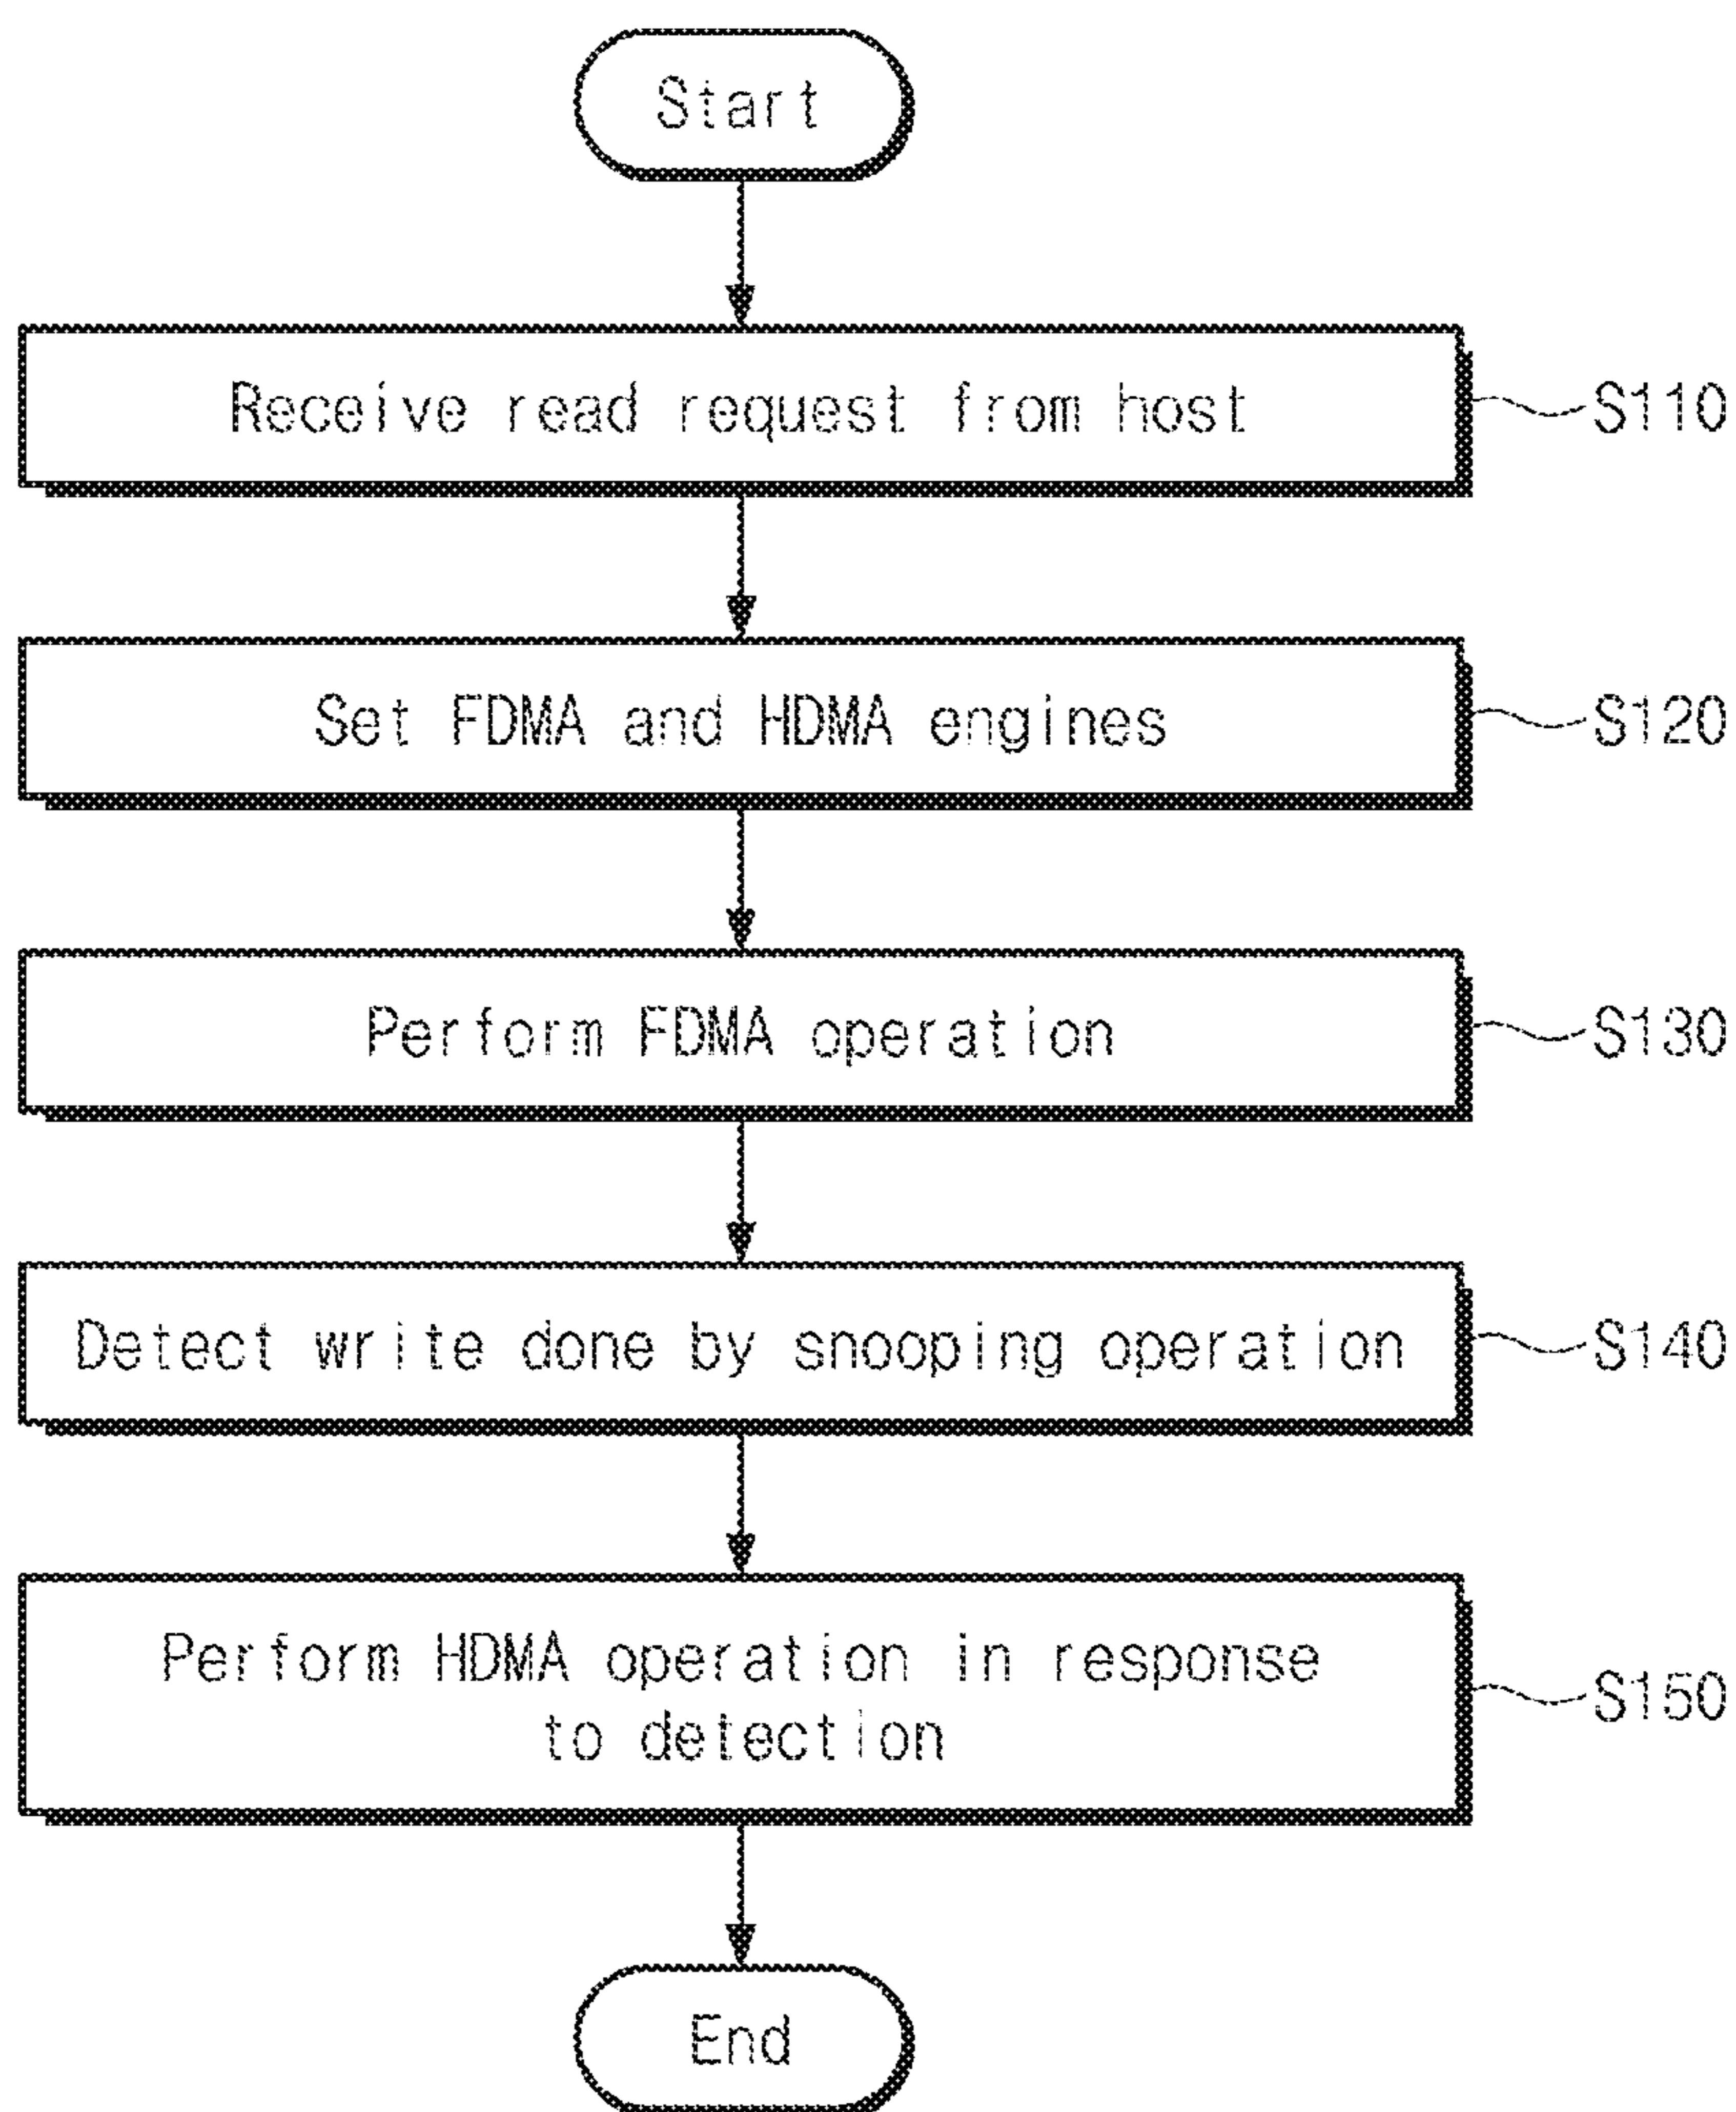 Start
Receive read request from host
S110
Set FDMA and HDMA engines
S120
Perform FDMA operation
S130
Detect write done by snooping operation
S140
Perform HDMA operation in response
to detection
S150
End